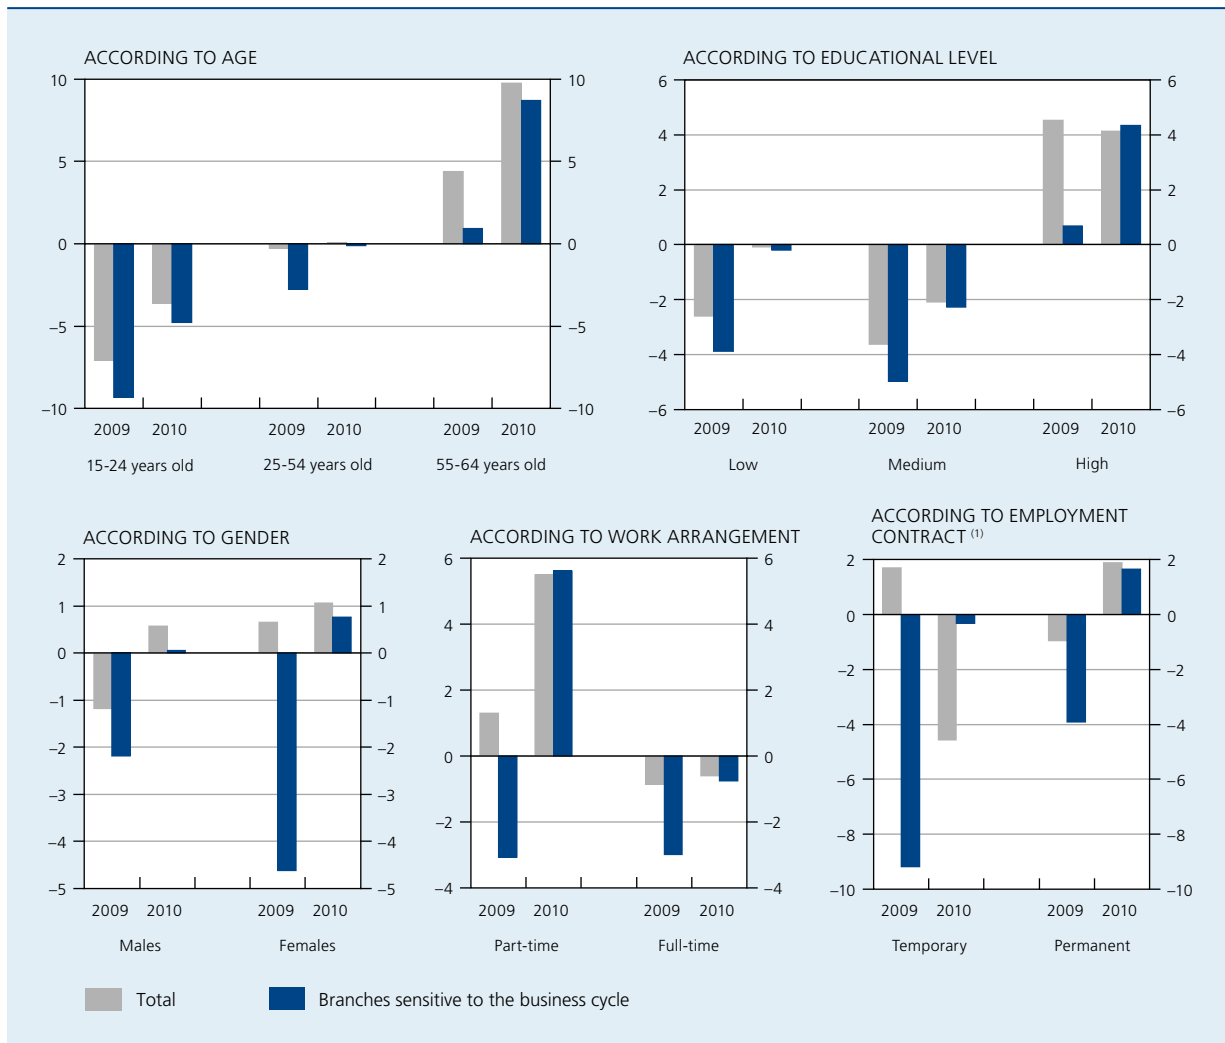 ACCORDING TO AGE
10 10
5 5
0 0
–5 –5
–10 –10
2009 2010 2009 2010 2009 2010
15-24 years old 25-54 years old 55-64 years old
ACCORDING TO EDUCATIONAL LEVEL
6 6
4 4
2 2
0 0
–2 –2
–4 –4
–6 –6
2009 2010 2009 2010 2009 2010
Low Medium High
ACCORDING TO GENDER
2 2
1 1
0 0
–1 –1
–2 –2
–3 –3
–4 –4
–5 –5
2009 2010 2009 2010
Males Females
ACCORDING TO WORK ARRANGEMENT
6 6
4 4
2 2
0 0
–2 –2
–4 –4
2009 2010 2009 2010
Part-time Full-time
ACCORDING TO EMPLOYMENT
CONTRACT (1)
2 2
0 0
–2 –2
–4 –4
–6 –6
–8 –8
–10 –10
2009 2010 2009 2010
Temporary Permanent
Total Branches sensitive to the business cycle